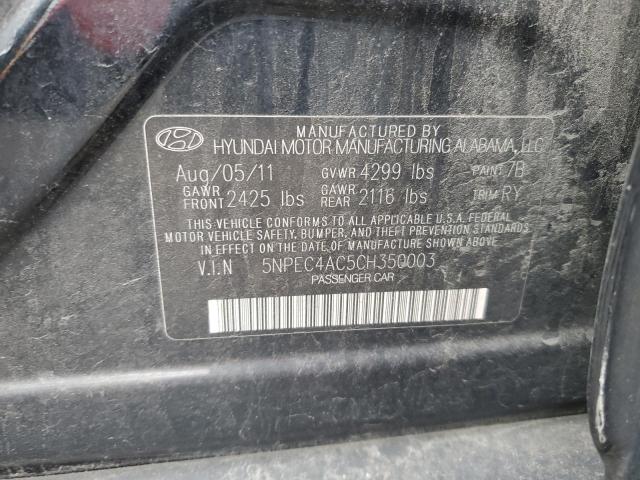 MANUFACTURED BY
HYUNDAI MOTOR MANUFACTURING ALABAMA, LLC
Aug/05/11 GVWR 4299 lbs PAINT 7B
GAWR FRONT 2425 lbs GAWR REAR 2116 lbs TRIM RY
THIS VEHICLE CONFORMS TO ALL APPLICABLE U.S.A. FEDERAL
MOTOR VEHICLE SAFETY, BUMPER, AND THEFT PREVENTION STANDARDS
IN EFFECT ON THE DATE OF MANUFACTURE SHOWN ABOVE.
V.I.N 5NPEC4AC5CH350003
PASSENGER CAR